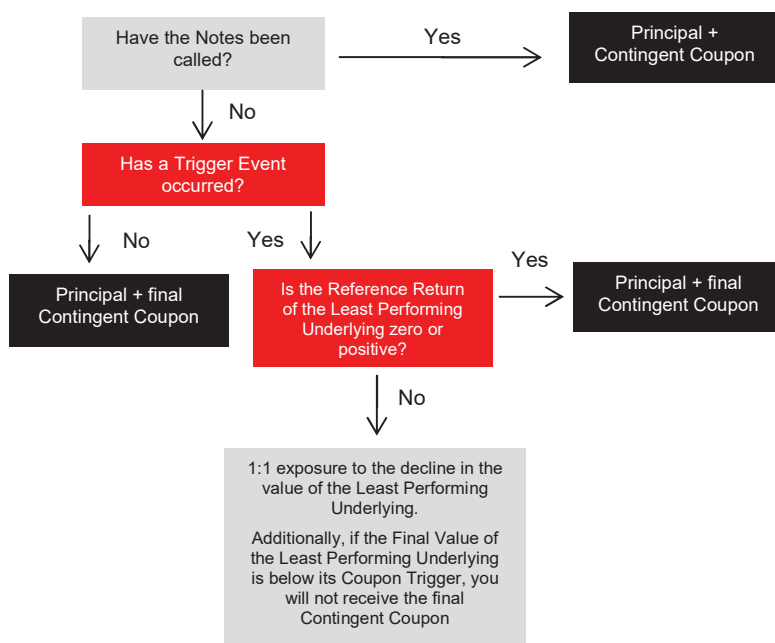 Have the Notes been
called?
Yes
Principal +
Contingent Coupon
No
Has a Trigger Event
occurred?
No
Yes
Principal + final
Contingent Coupon
Is the Reference Return
of the Least Performing
Underlying zero or
positive?
Yes
Principal + final
Contingent Coupon
No
1:1 exposure to the decline in the
value of the Least Performing
Underlying.
Additionally, if the Final Value of
the Least Performing Underlying
is below its Coupon Trigger, you
will not receive the final
Contingent Coupon